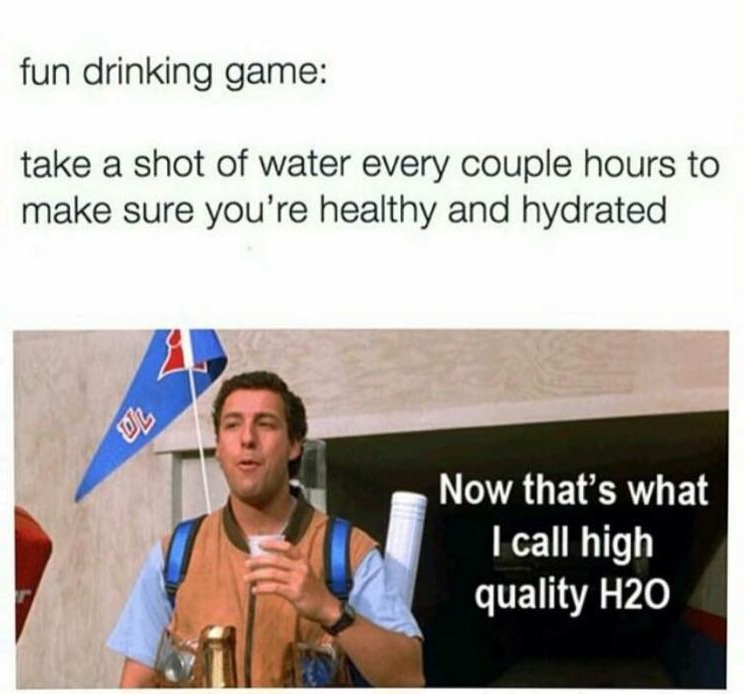 fun drinking game:
take a shot of water every couple hours to
make sure you're healthy and hydrated
Now that's what
I call high
quality H20